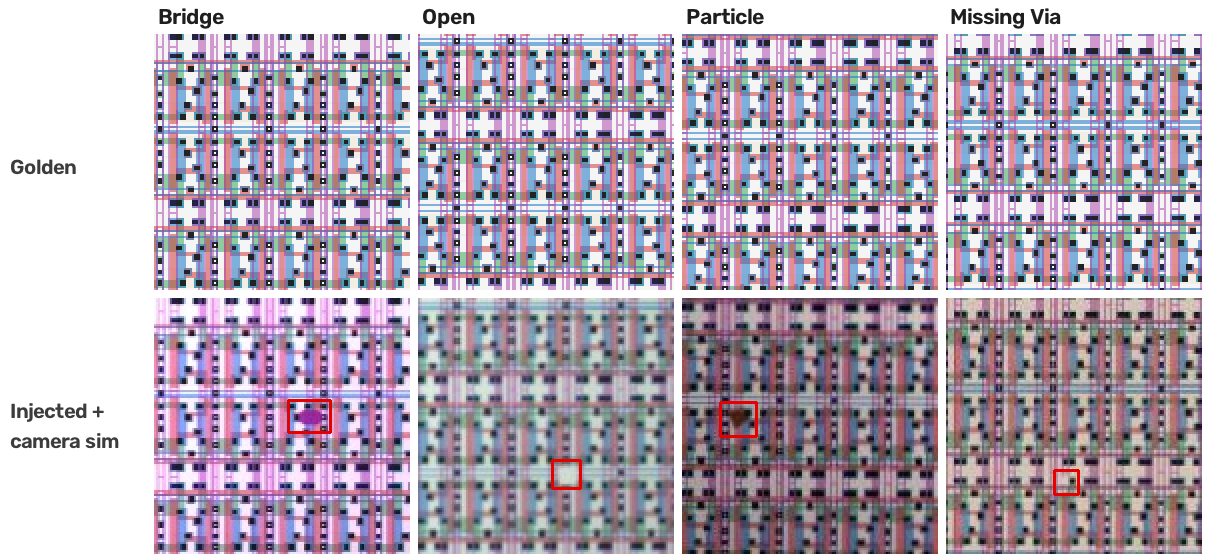 Bridge
Open
Particle
Missing Via
Golden
Injected +
camera sim